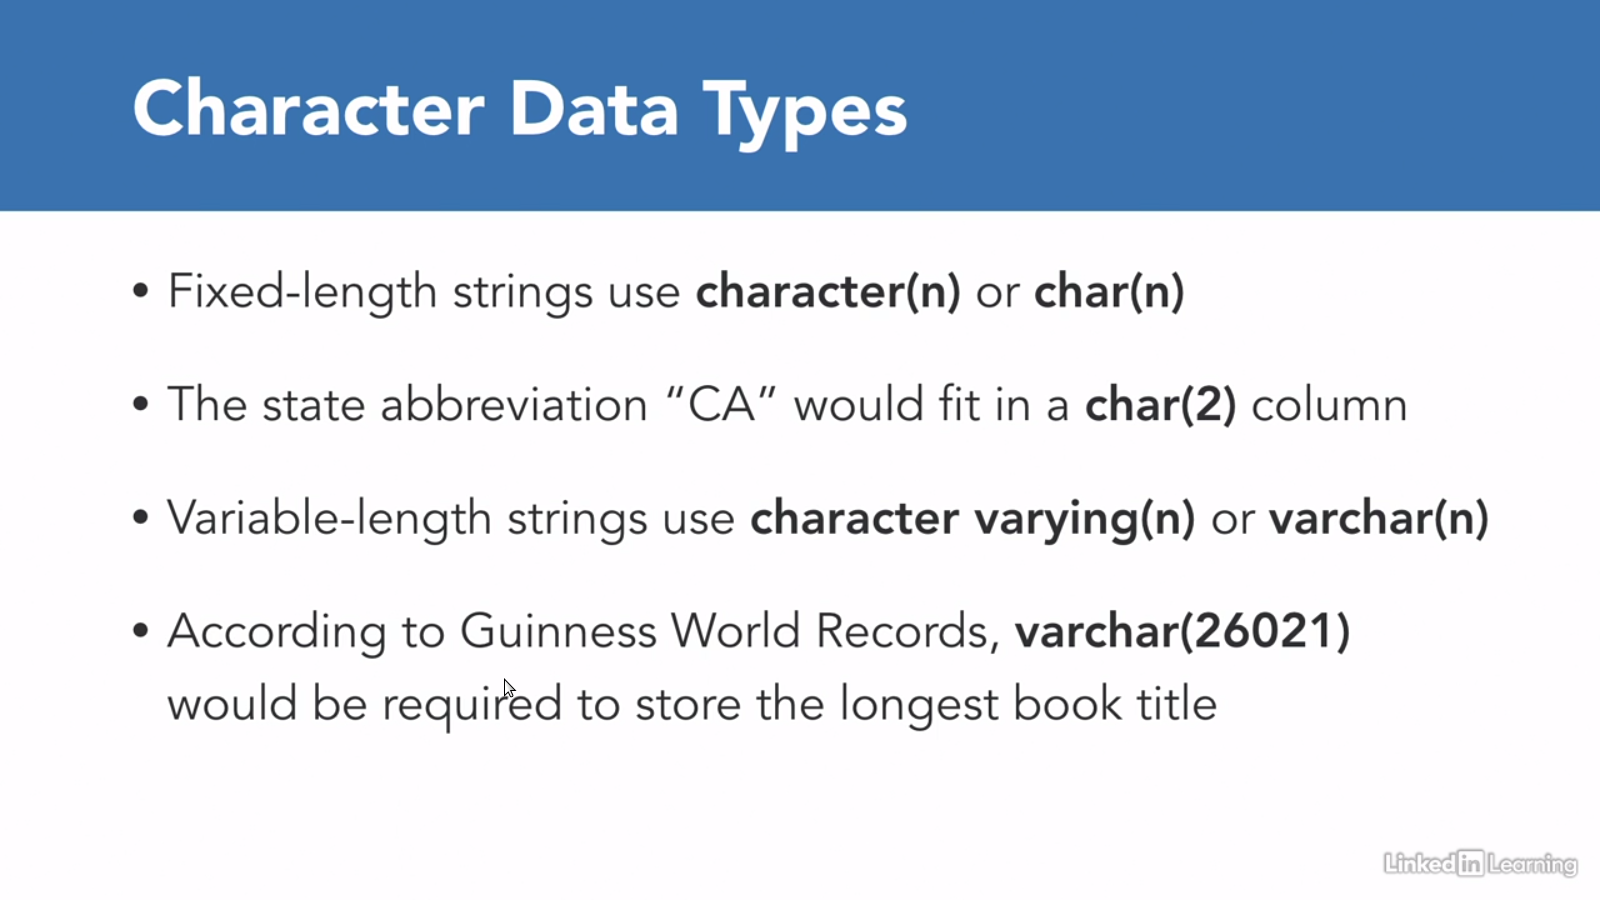 Character Data Types
• Fixed-length strings use character(n) or char(n)
• The state abbreviation “CA” would fit in a char(2) column
• Variable-length strings use character varying(n) or varchar(n)
• According to Guinness World Records, varchar(26021)
would be required to store the longest book title
Linked in Learning